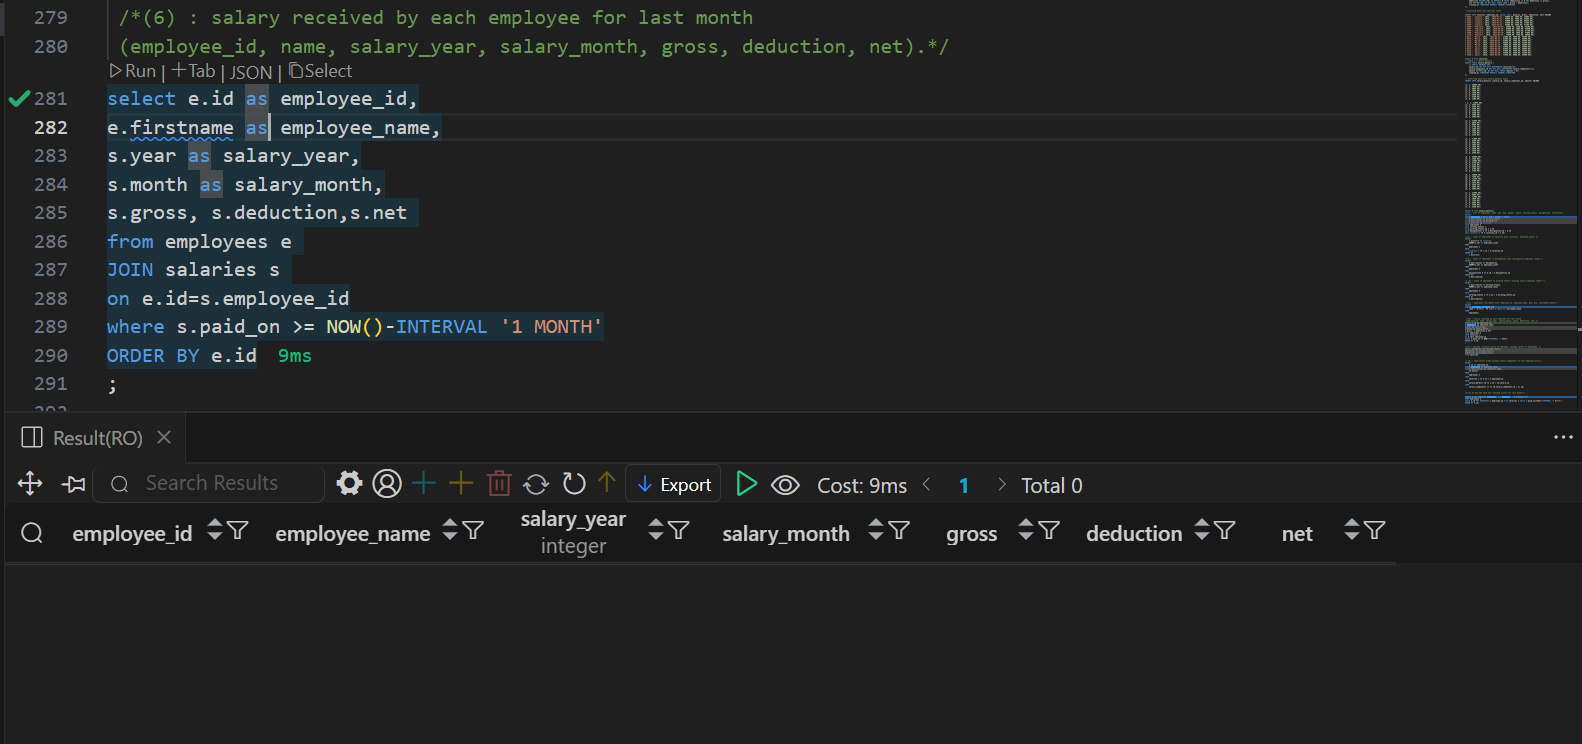 279 /*(6) : salary received by each employee for last month
280 (employee_id, name, salary_year, salary_month, gross, deduction, net).*/
Run | +Tab | JSON | Select
281 select e.id as employee_id,
282 e.firstname as employee_name,
283 s.year as salary_year,
284 s.month as salary_month,
285 s.gross, s.deduction,s.net
286 from employees e
287 JOIN salaries s
288 on e.id=s.employee_id
289 where s.paid_on >= NOW()-INTERVAL '1 MONTH'
290 ORDER BY e.id 9ms
291 ;
Result(RO)
Search Results Export Cost: 9ms < 1 > Total 0
employee_id employee_name salary_year salary_month gross deduction net
integer